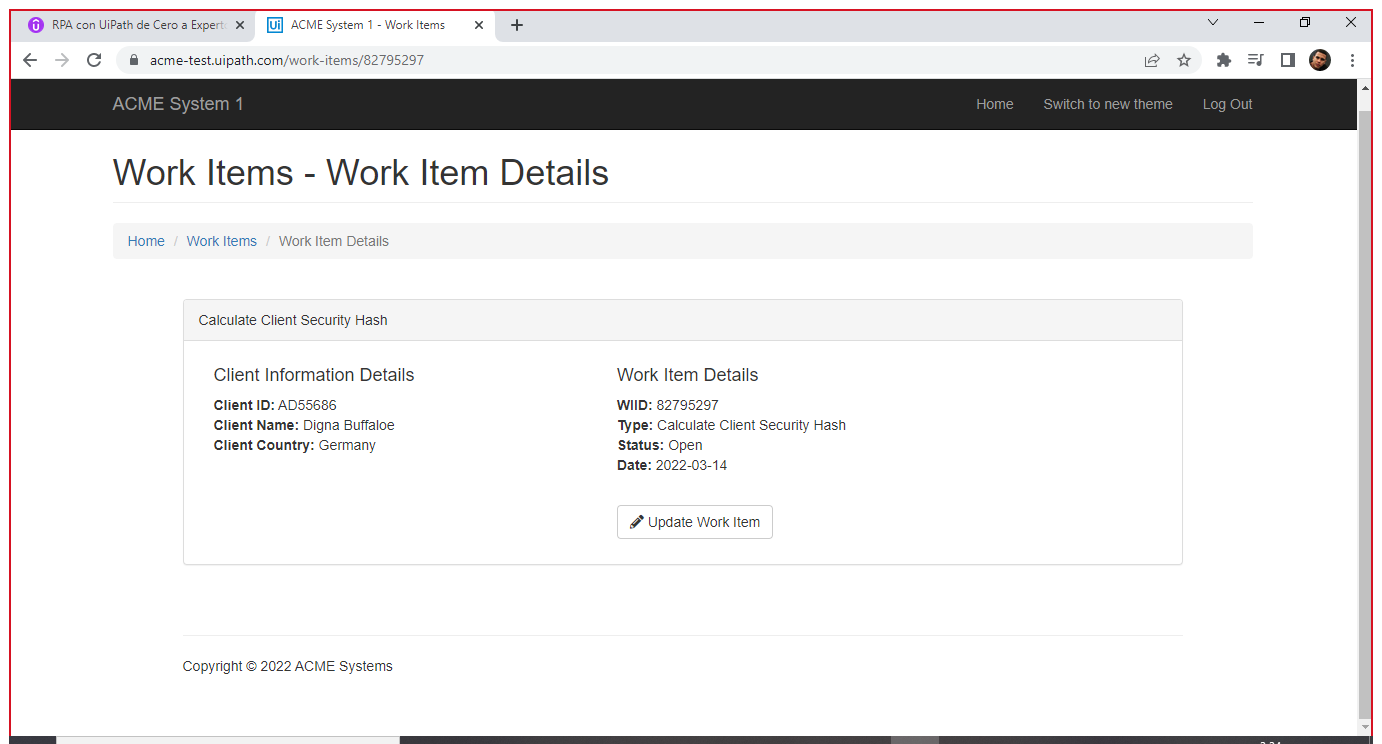 RPA con UiPath de Cero a Expert
ACME System 1 - Work Items
acme-test.uipath.com/work-items/82795297
ACME System 1
Home
Switch to new theme
Log Out
Work Items - Work Item Details
Home / Work Items / Work Item Details
Calculate Client Security Hash
Client Information Details
Client ID: AD55686
Client Name: Digna Buffaloe
Client Country: Germany
Work Item Details
WIID: 82795297
Type: Calculate Client Security Hash
Status: Open
Date: 2022-03-14
Update Work Item
Copyright © 2022 ACME Systems